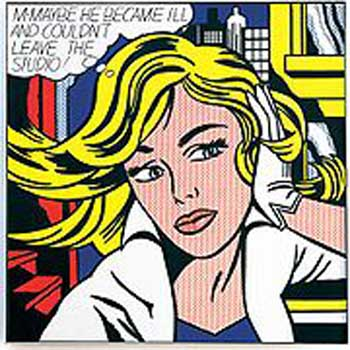 M-MAYBE HE BECAME ILL
AND COULDN'T
LEAVE THE
STUDIO!